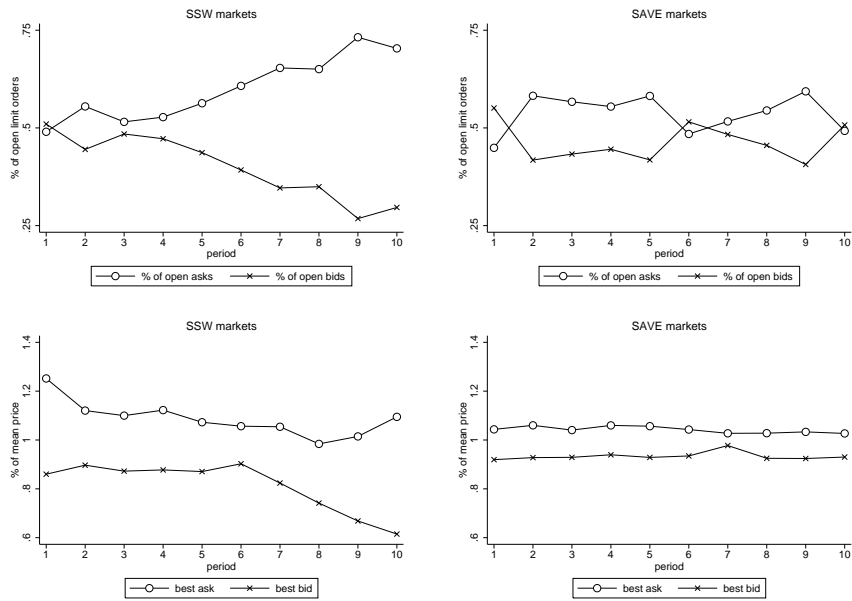 SSW markets
% of open limit orders
.75
.5
.25
1 2 3 4 5 6 7 8 9 10
period
% of open asks % of open bids
SAVE markets
% of open limit orders
.75
.5
.25
1 2 3 4 5 6 7 8 9 10
period
% of open asks % of open bids
SSW markets
% of mean price
1.4
1.2
1
.8
.6
1 2 3 4 5 6 7 8 9 10
period
best ask best bid
SAVE markets
% of mean price
1.4
1.2
1
.8
.6
1 2 3 4 5 6 7 8 9 10
period
best ask best bid